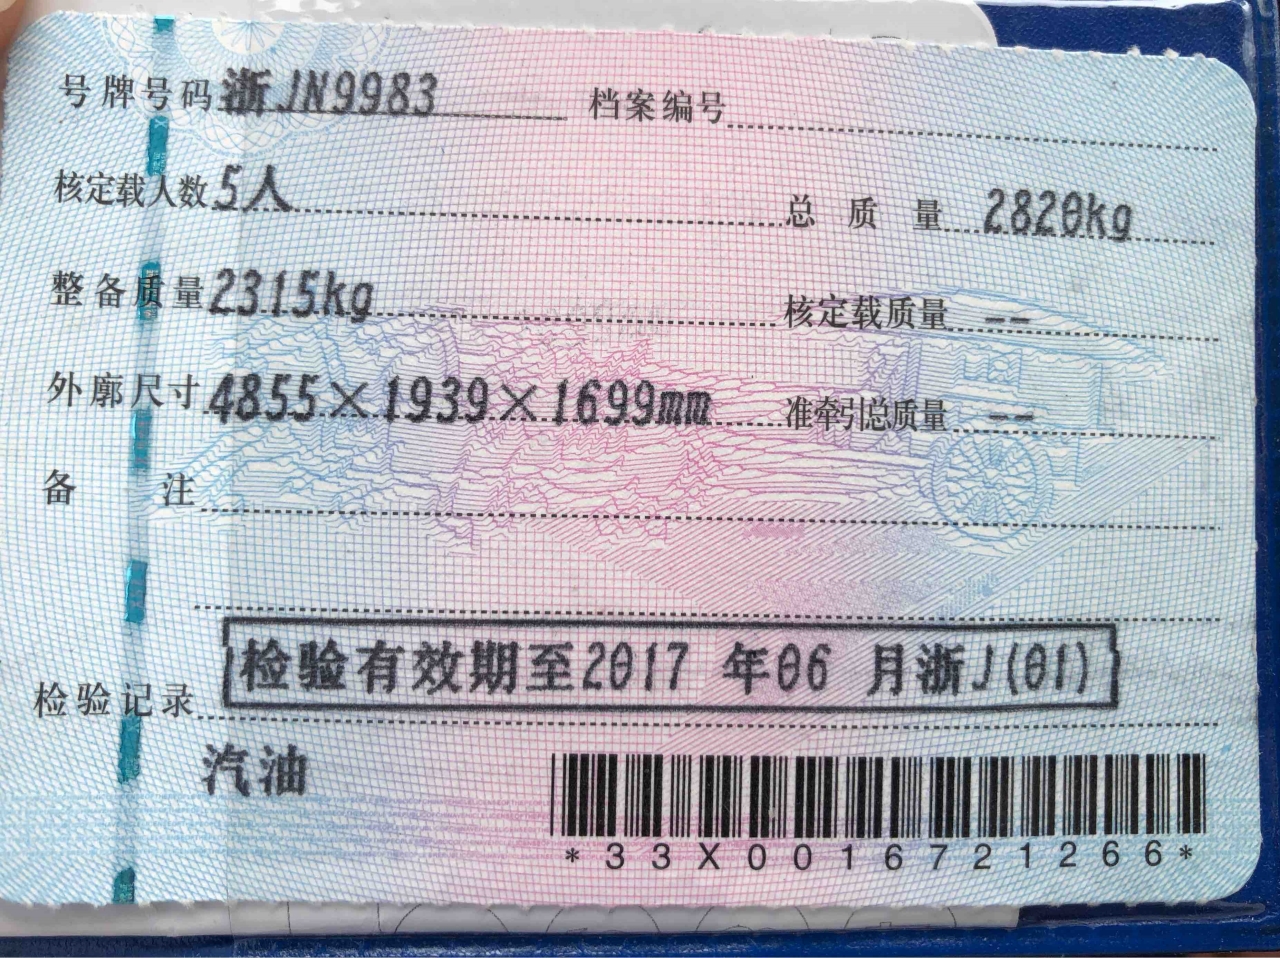 号牌号码 浙JN9983 档案编号
核定载人数 5人 总质量 2820kg
整备质量 2315kg 核定载质量 --
外廓尺寸 4855×1939×1699mm 准牵引总质量 --
备注
检验记录 检验有效期至2017 年06 月浙J(01)
汽油
*33X0016721266*